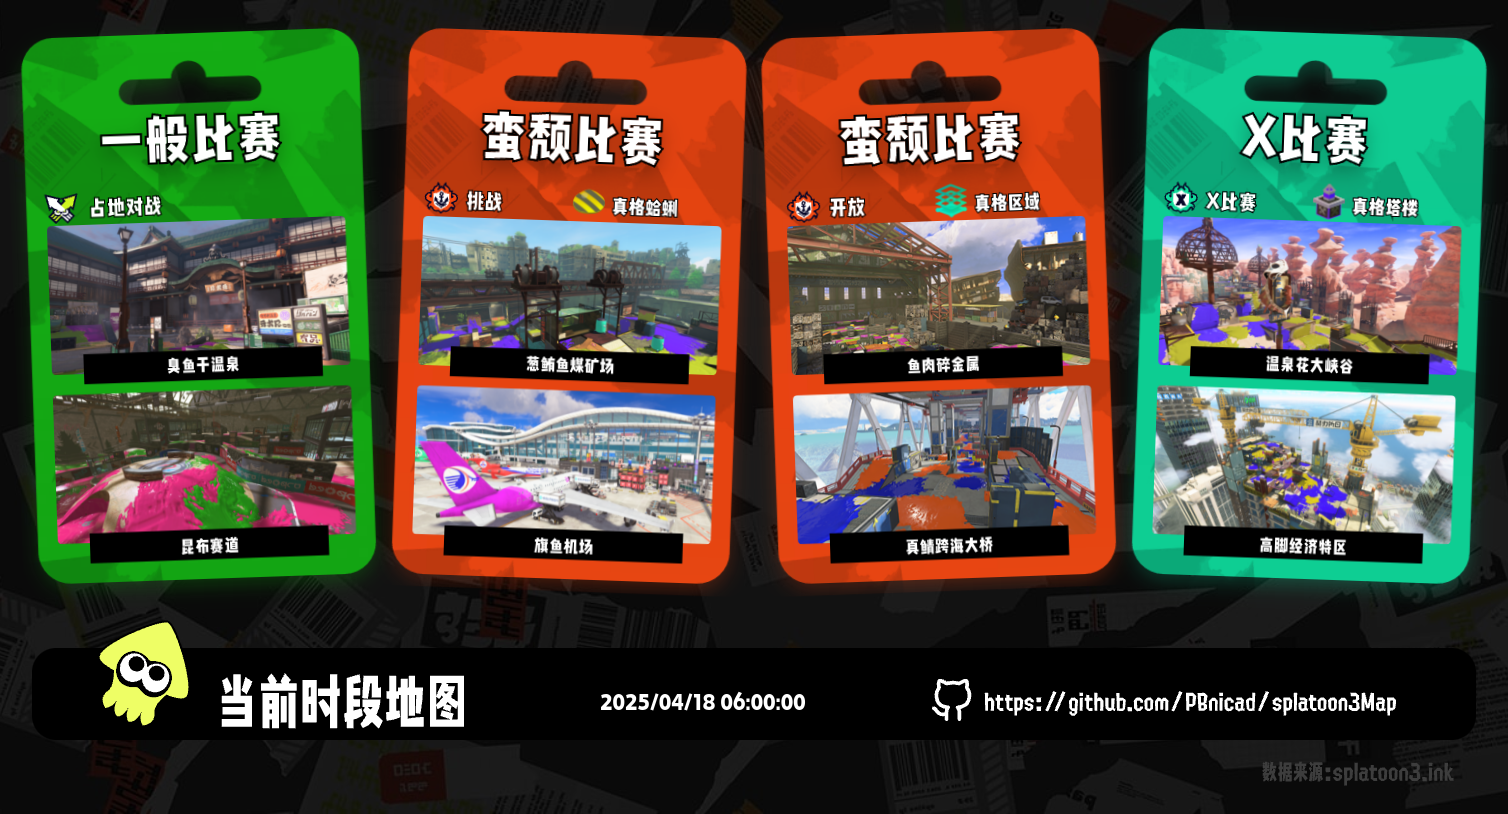 一般比赛
占地对战
臭鱼干温泉
昆布赛道
蛮颓比赛
挑战
真格蛤蜊
葱鲔鱼煤矿场
旗鱼机场
蛮颓比赛
开放
真格区域
鱼肉碎金属
真鲭跨海大桥
X比赛
X比赛
真格塔楼
温泉花大峡谷
高脚经济特区
当前时段地图
2025/04/18 06:00:00
https://github.com/PBnicad/splatoon3Map
数据来源:splatoon3.ink